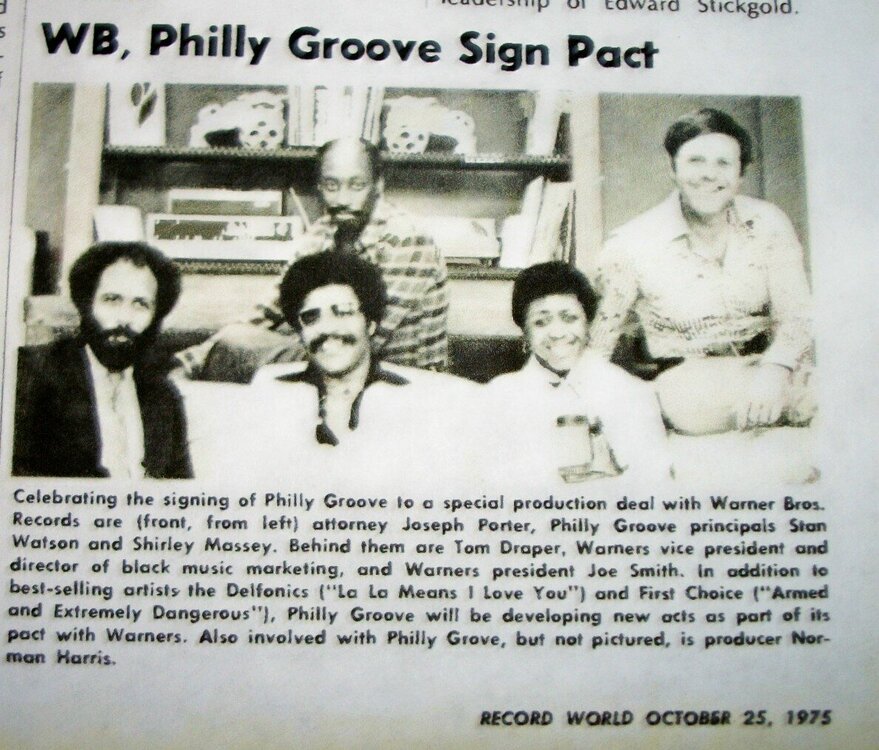 leadership of Edward Stickgold.
WB, Philly Groove Sign Pact
Celebrating the signing of Philly Groove to a special production deal with Warner Bros.
Records are (front, from left) attorney Joseph Porter, Philly Groove principals Stan
Watson and Shirley Massey. Behind them are Tom Draper, Warners vice president and
director of black music marketing, and Warners president Joe Smith. In addition to
best-selling artists the Delfonics ("La La Means I Love You") and First Choice ("Armed
and Extremely Dangerous"), Philly Groove will be developing new acts as part of its
pact with Warners. Also involved with Philly Grove, but not pictured, is producer Nor-
man Harris.
RECORD WORLD OCTOBER 25, 1975